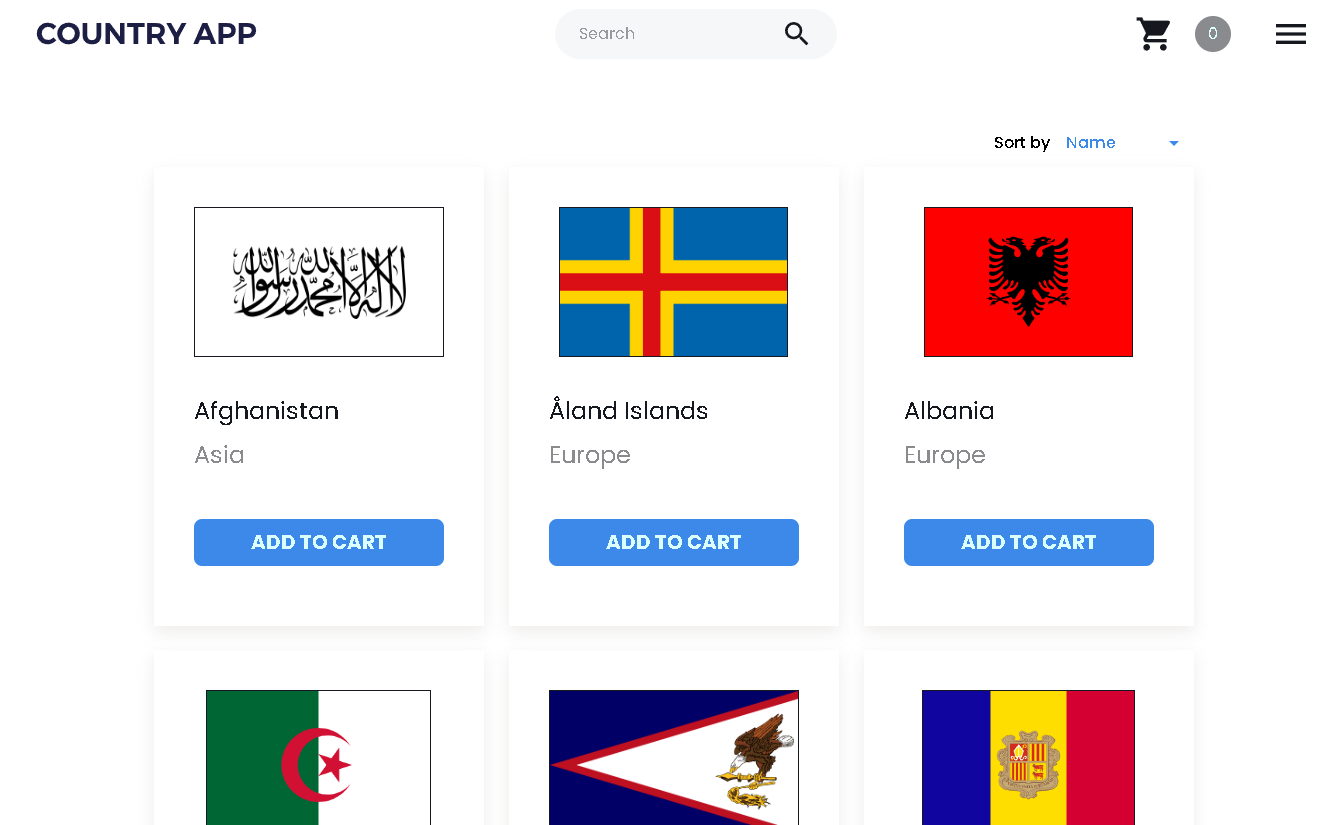 COUNTRY APP
Search
0
Sort by Name
لا إله إلا الله محمد رسول الله
Afghanistan
Asia
ADD TO CART
Åland Islands
Europe
ADD TO CART
Albania
Europe
ADD TO CART